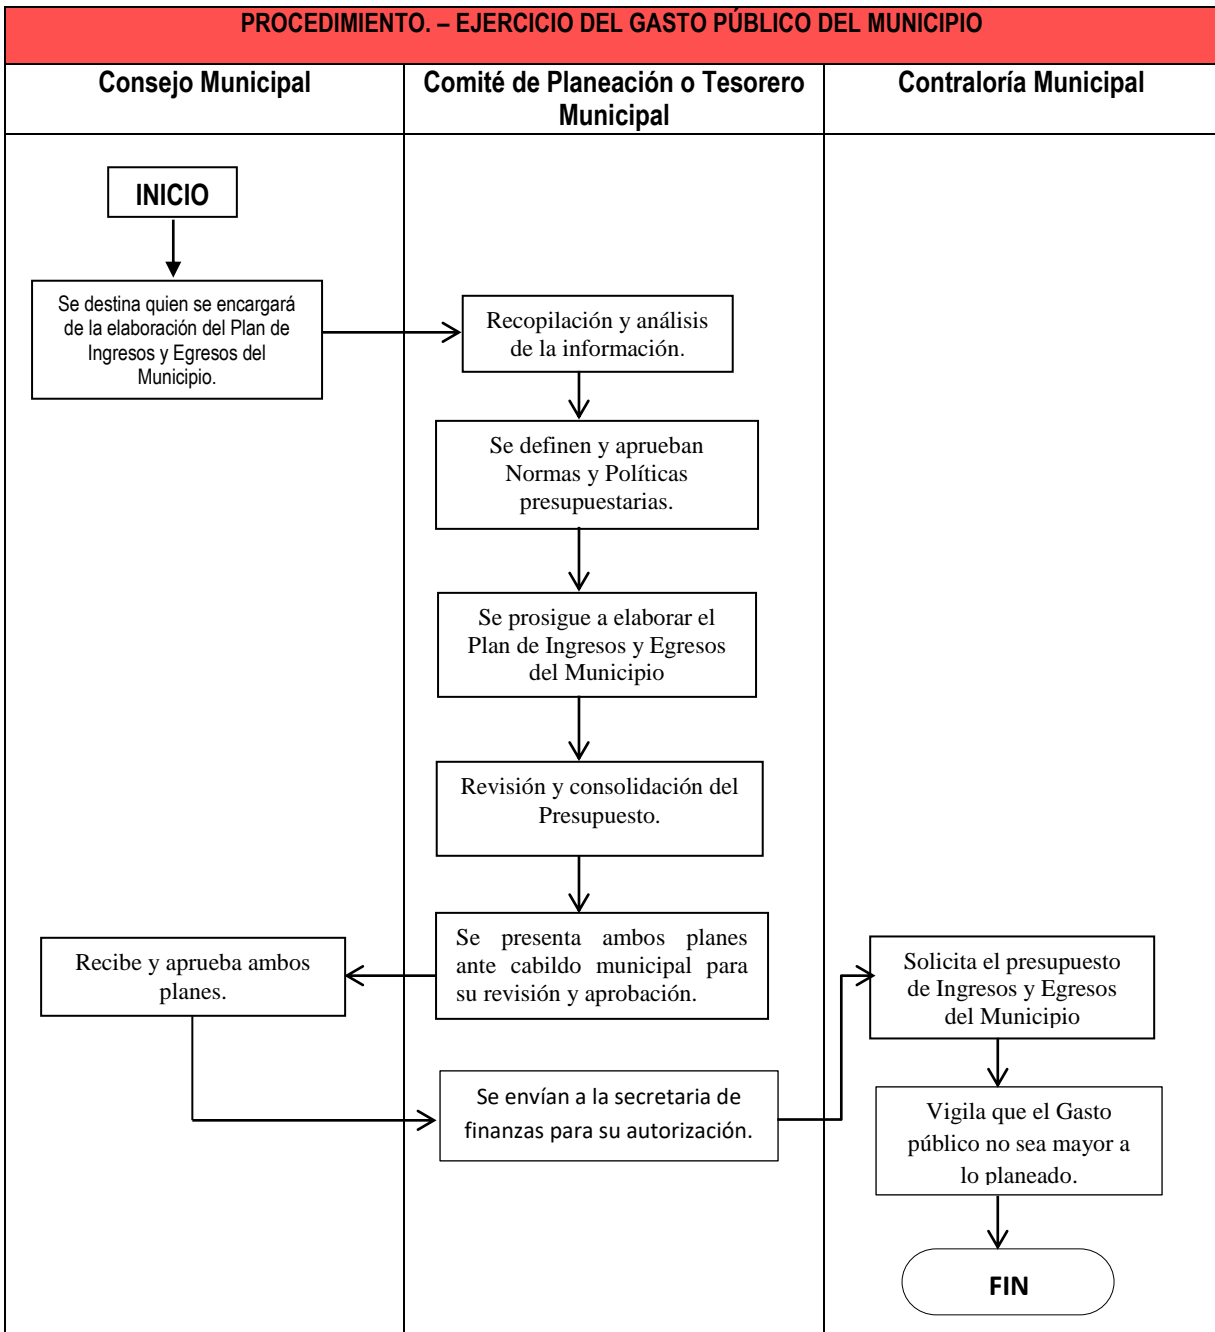 PROCEDIMIENTO. – EJERCICIO DEL GASTO PÚBLICO DEL MUNICIPIO
Consejo Municipal
Comité de Planeación o Tesorero
Municipal
Contraloría Municipal
INICIO
Se destina quien se encargará
de la elaboración del Plan de
Ingresos y Egresos del
Municipio.
Recopilación y análisis
de la información.
Se definen y aprueban
Normas y Políticas
presupuestarias.
Se prosigue a elaborar el
Plan de Ingresos y Egresos
del Municipio
Revisión y consolidación del
Presupuesto.
Se presenta ambos planes
ante cabildo municipal para
su revisión y aprobación.
Recibe y aprueba ambos
planes.
Se envían a la secretaria de
finanzas para su autorización.
Solicita el presupuesto
de Ingresos y Egresos
del Municipio
Vigila que el Gasto
público no sea mayor a
lo planeado.
FIN